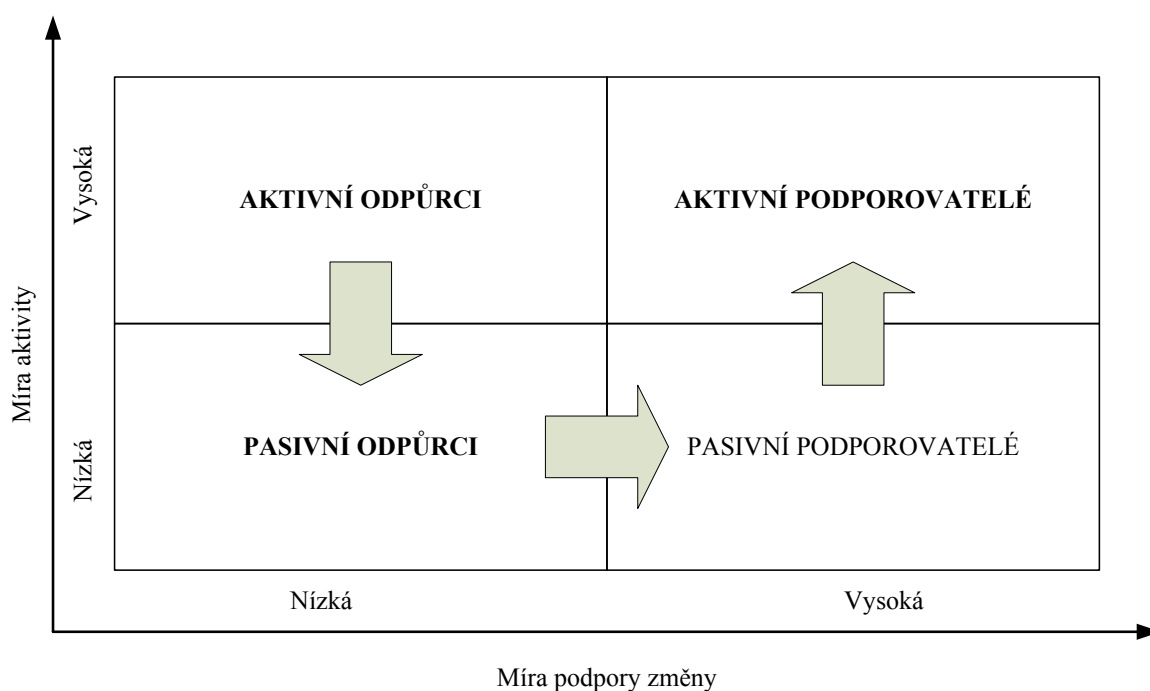 Vysoká
AKTIVNÍ ODPŮRCI
AKTIVNÍ PODPOROVATELÉ
Míra aktivity
Nízká
PASIVNÍ ODPŮRCI
PASIVNÍ PODPOROVATELÉ
Nízká
Vysoká
Míra podpory změny